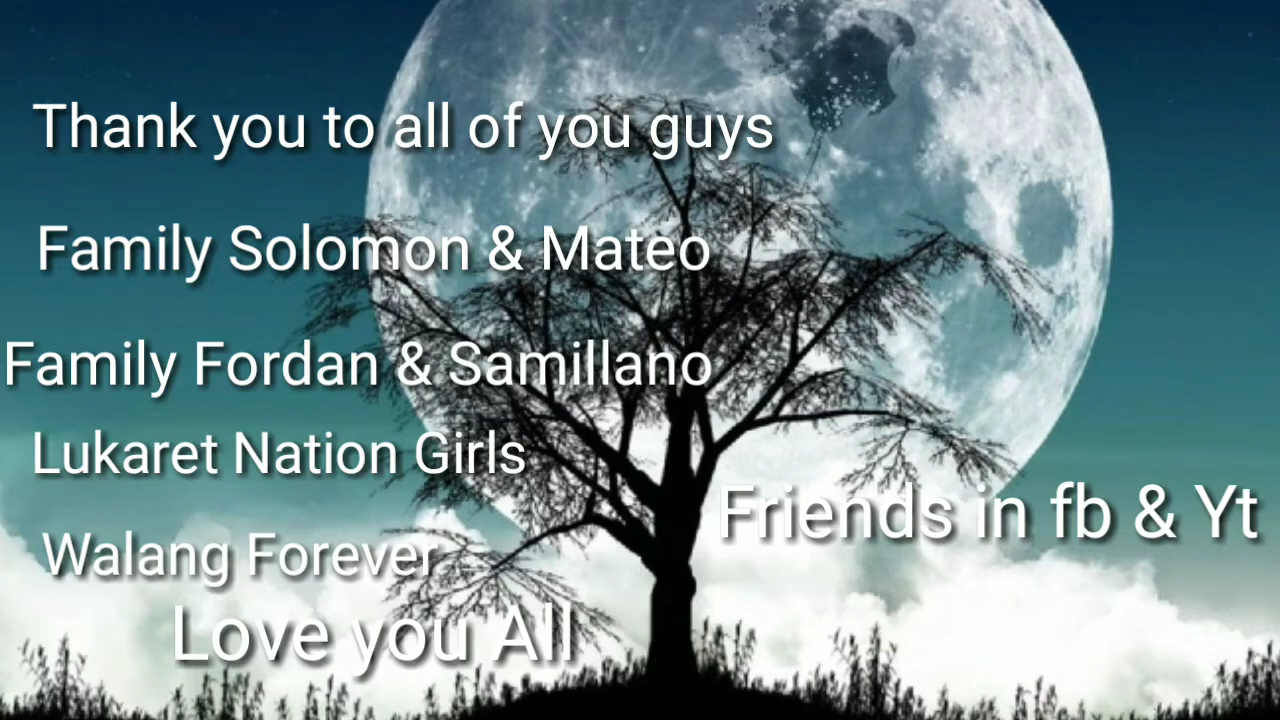 Thank you to all of you guys
Family Solomon & Mateo
Family Fordan & Samillano
Lukaret Nation Girls
Friends in fb & Yt
Walang Forever
Love you All